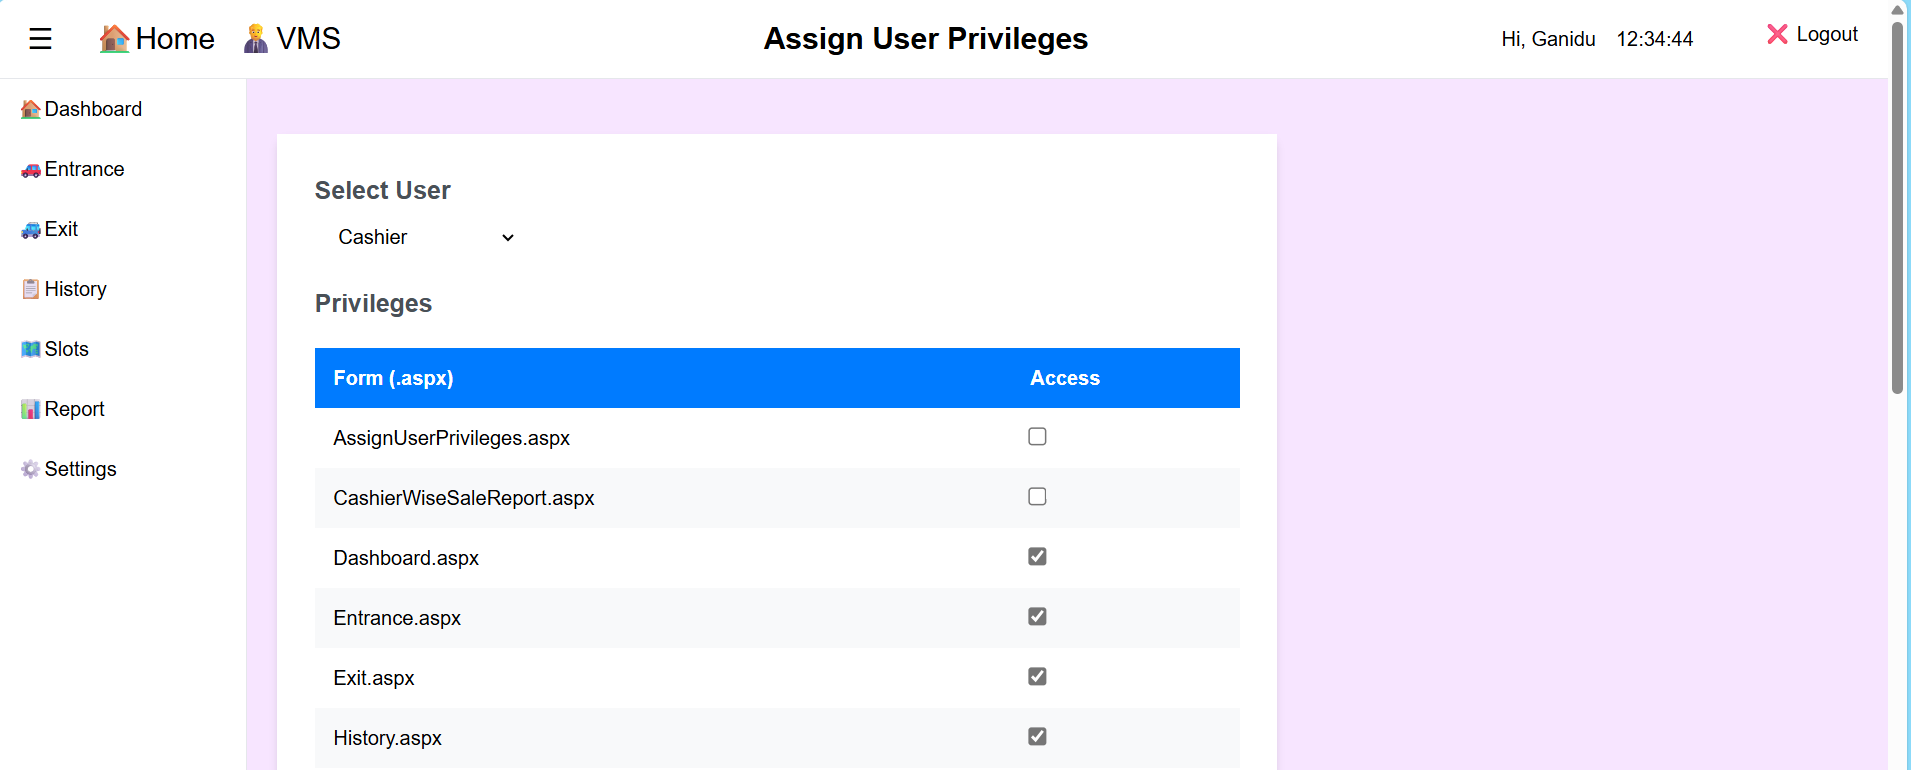 ☰ Home VMS Assign User Privileges Hi, Ganidu 12:34:44 Logout
Dashboard
Entrance
Exit
History
Slots
Report
Settings
Select User
Cashier
Privileges
Form (.aspx) Access
AssignUserPrivileges.aspx
CashierWiseSaleReport.aspx
Dashboard.aspx
Entrance.aspx
Exit.aspx
History.aspx